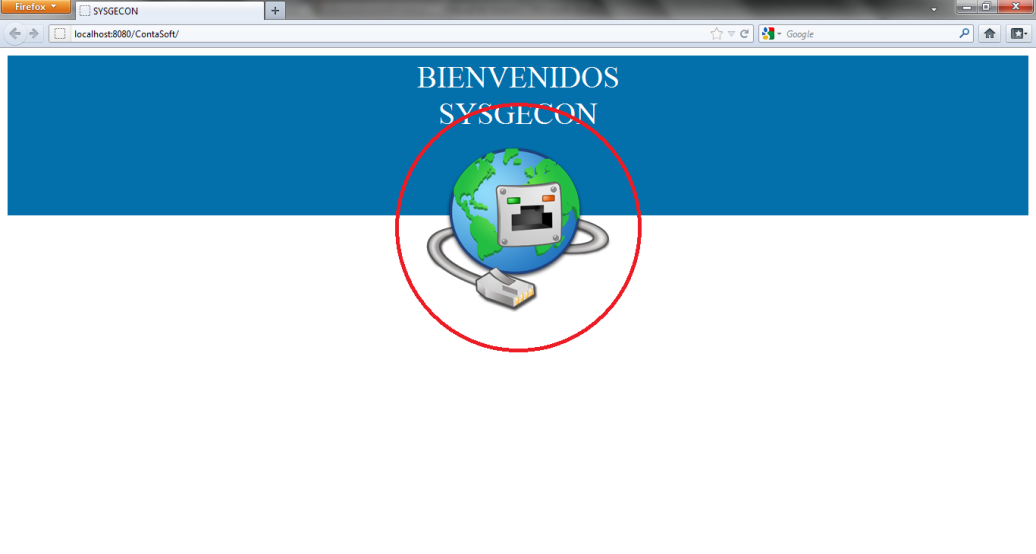 Firefox
SYSGECON
localhost:8080/ContaSoft/
Google
BIENVENIDOS
SYSGECON